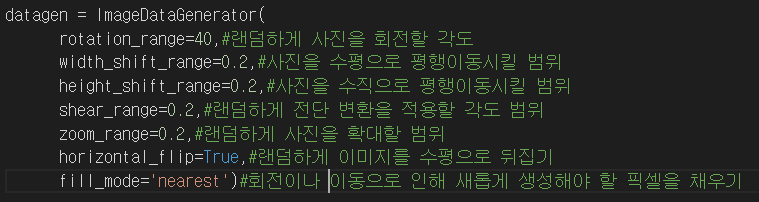 datagen = ImageDataGenerator(
rotation_range=40,#랜덤하게 사진을 회전할 각도
width_shift_range=0.2,#사진을 수평으로 평행이동시킬 범위
height_shift_range=0.2,#사진을 수직으로 평행이동시킬 범위
shear_range=0.2,#랜덤하게 전단 변환을 적용할 각도 범위
zoom_range=0.2,#랜덤하게 사진을 확대할 범위
horizontal_flip=True,#랜덤하게 이미지를 수평으로 뒤집기
fill_mode='nearest')#회전이나 이동으로 인해 새롭게 생성해야 할 픽셀을 채우기